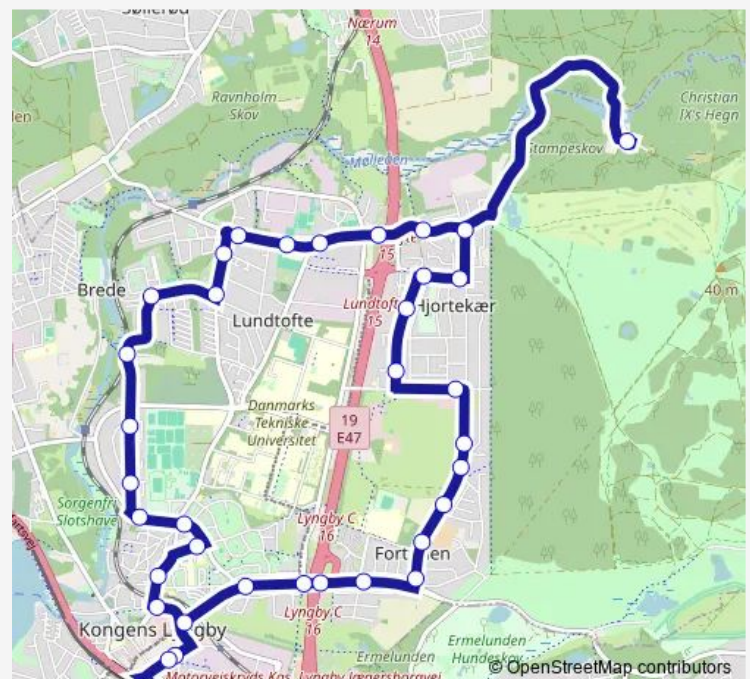 Søllerød
Nærum
14
Ravnholm
Skov
Christian
IX's Hegn
Mølleåen
Stampeskov
15
Brede
40 m
Lundtofte
15
Hjortekær
Lundtofte
Danmarks
Tekniske
Universitet
19
E47
Sorgenfri
Slotshave
Lyngby C
16
Kongens Lyngby
Lyngby C
16
Ermelunden
Ermelunden
Hundeskov
© OpenStreetMap contributors